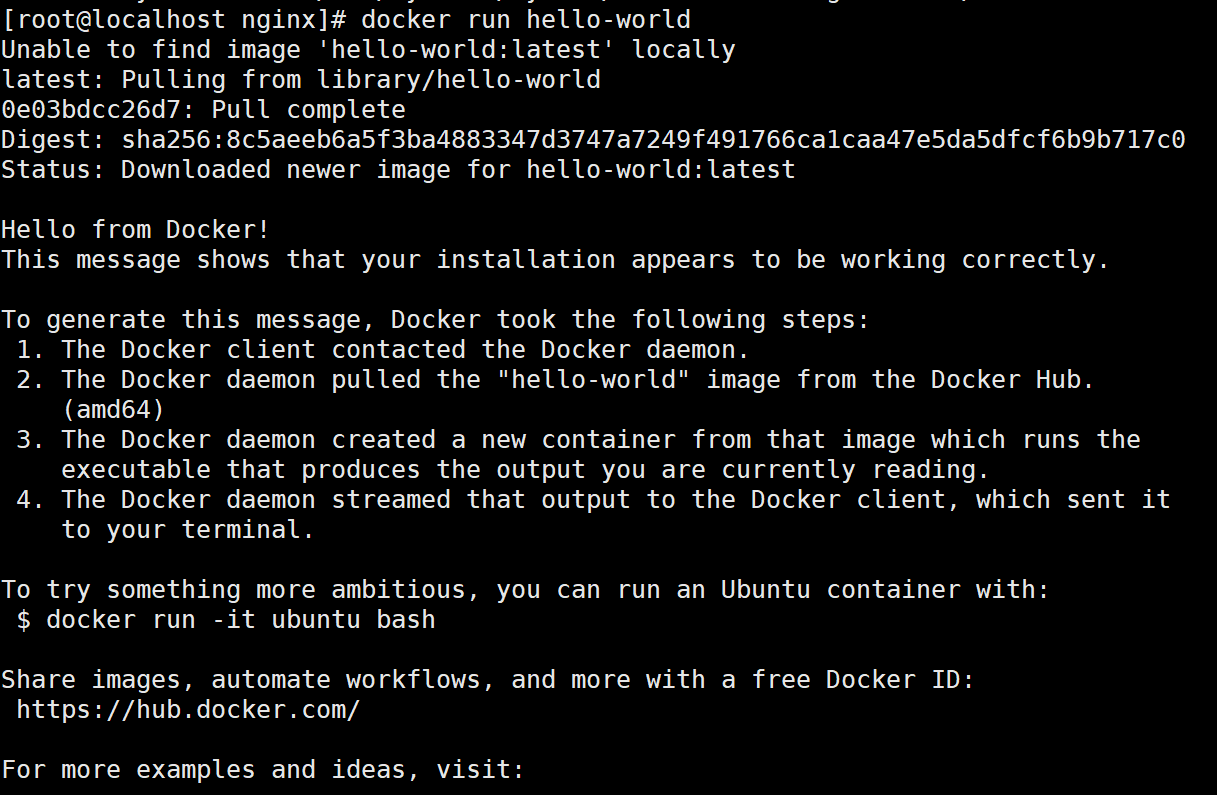 [root@localhost nginx]# docker run hello-world
Unable to find image 'hello-world:latest' locally
latest: Pulling from library/hello-world
0e03bdcc26d7: Pull complete
Digest: sha256:8c5aeeb6a5f3ba4883347d3747a7249f491766ca1caa47e5da5dfcf6b9b717c0
Status: Downloaded newer image for hello-world:latest

Hello from Docker!
This message shows that your installation appears to be working correctly.

To generate this message, Docker took the following steps:
 1. The Docker client contacted the Docker daemon.
 2. The Docker daemon pulled the "hello-world" image from the Docker Hub.
    (amd64)
 3. The Docker daemon created a new container from that image which runs the
    executable that produces the output you are currently reading.
 4. The Docker daemon streamed that output to the Docker client, which sent it
    to your terminal.

To try something more ambitious, you can run an Ubuntu container with:
 $ docker run -it ubuntu bash

Share images, automate workflows, and more with a free Docker ID:
 https://hub.docker.com/

For more examples and ideas, visit: